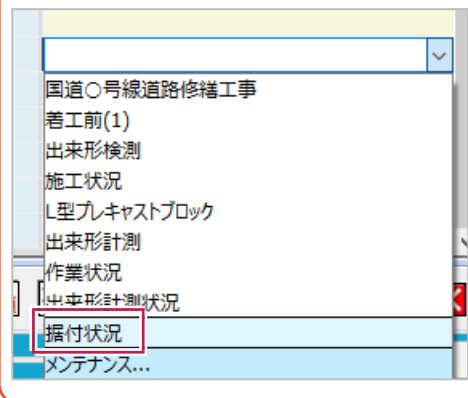 国道○号線道路修繕工事
着工前(1)
出来形検測
施工状況
L型プレキャストブロック
出来形計測
作業状況
出来形計測状況
据付状況
メンテナンス...